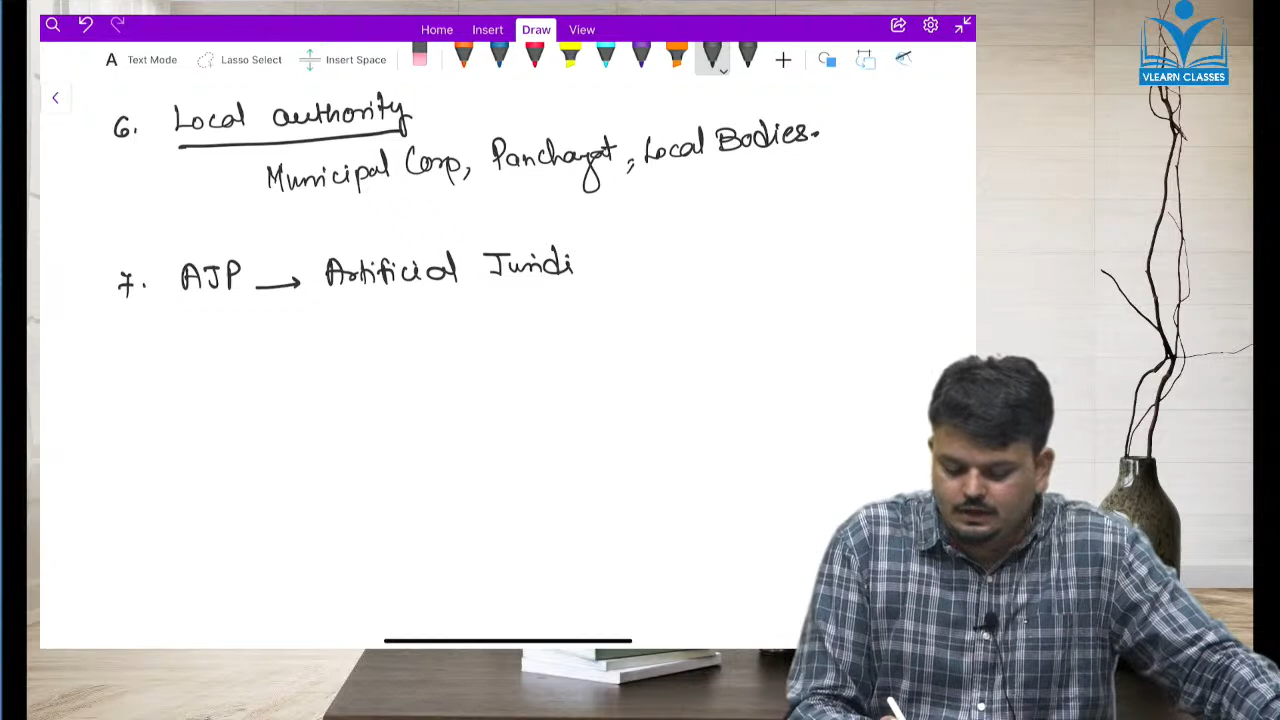 Home Insert Draw View
VLEARN CLASSES
A Text Mode Lasso Select Insert Space
6. Local authority
Municipal Corp, Panchayat, Local Bodies.
7. AJP → Artificial Juridi